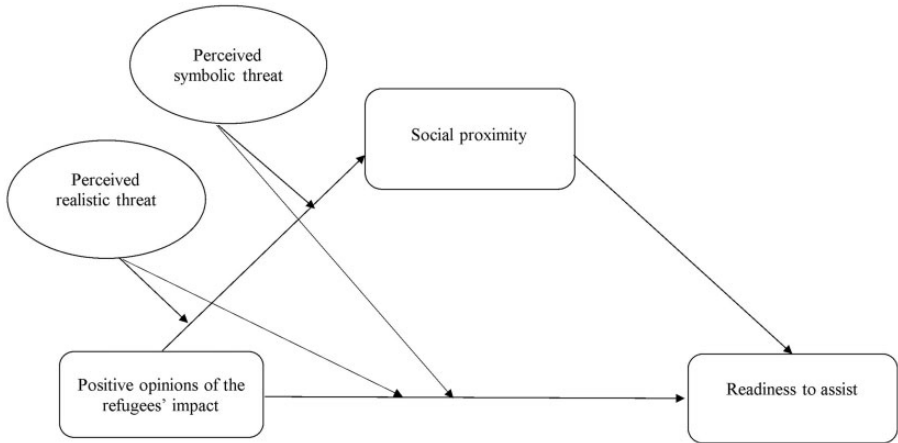 Perceived
symbolic threat
Social proximity
Perceived
realistic threat
Positive opinions of the
refugees’ impact
Readiness to assist